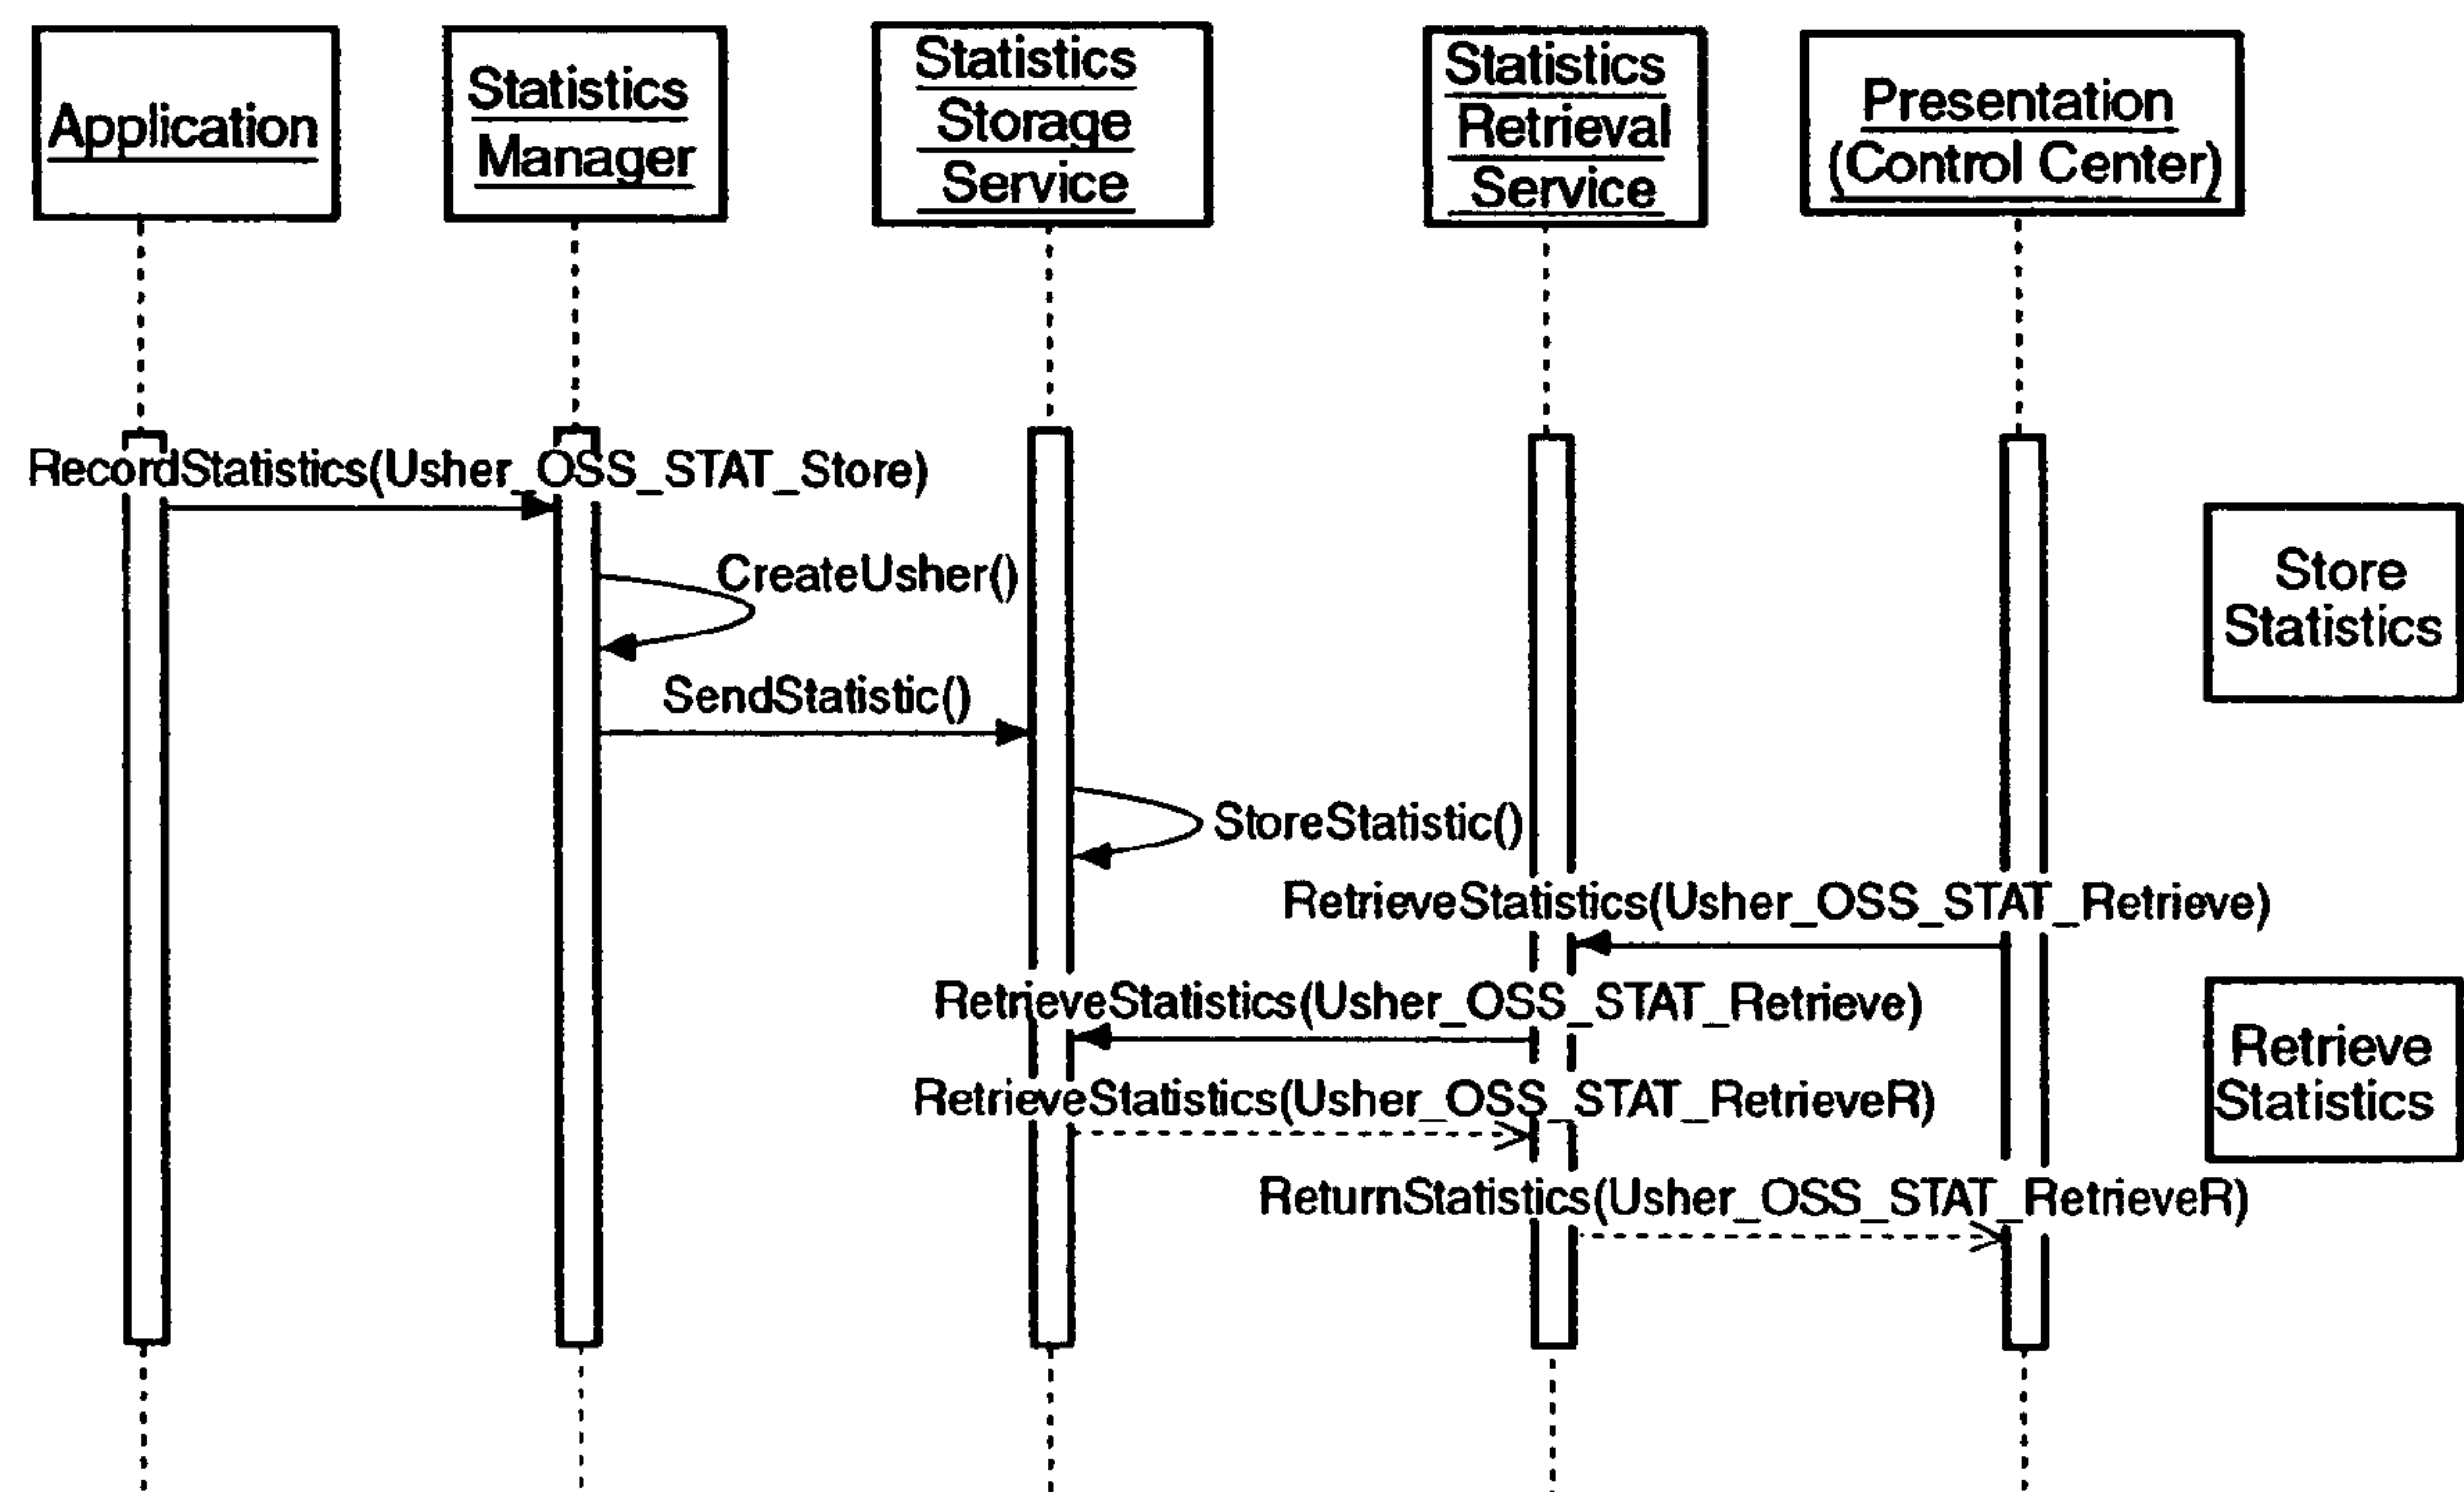 Application
Statistics
Manager
Statistics
Storage
Service
Statistics
Retrieval
Service
Presentation
(Control Center)
RecordStatistics(Usher_OSS_STAT_Store)
CreateUsher()
Store
Statistics
SendStatistic()
StoreStatistic()
RetrieveStatistics(Usher_OSS_STAT_Retrieve)
RetrieveStatistics(Usher_OSS_STAT_Retrieve)
Retrieve
Statistics
RetrieveStatistics(Usher_OSS_STAT_RetrieveR)
ReturnStatistics(Usher_OSS_STAT_RetrieveR)